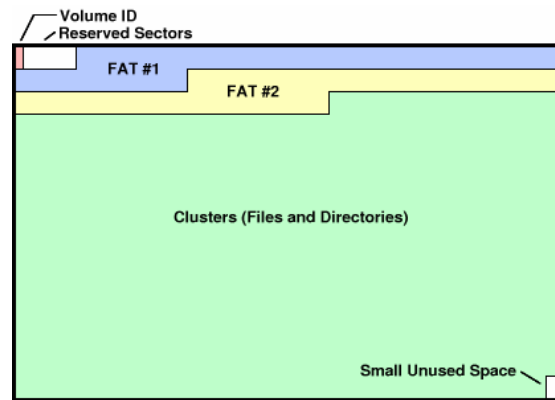 Volume ID
Reserved Sectors
FAT #1
FAT #2
Clusters (Files and Directories)
Small Unused Space